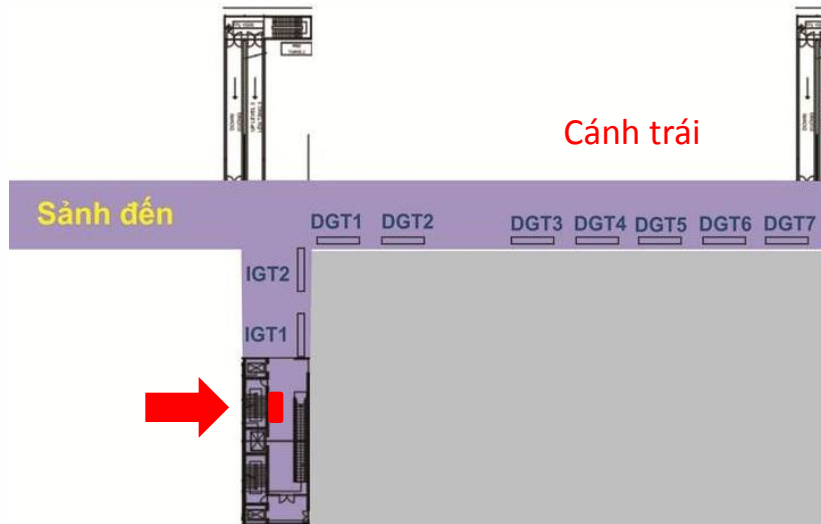 Cánh trái
Sảnh đến
DGT1
DGT2
DGT3
DGT4
DGT5
DGT6
DGT7
IGT2
IGT1